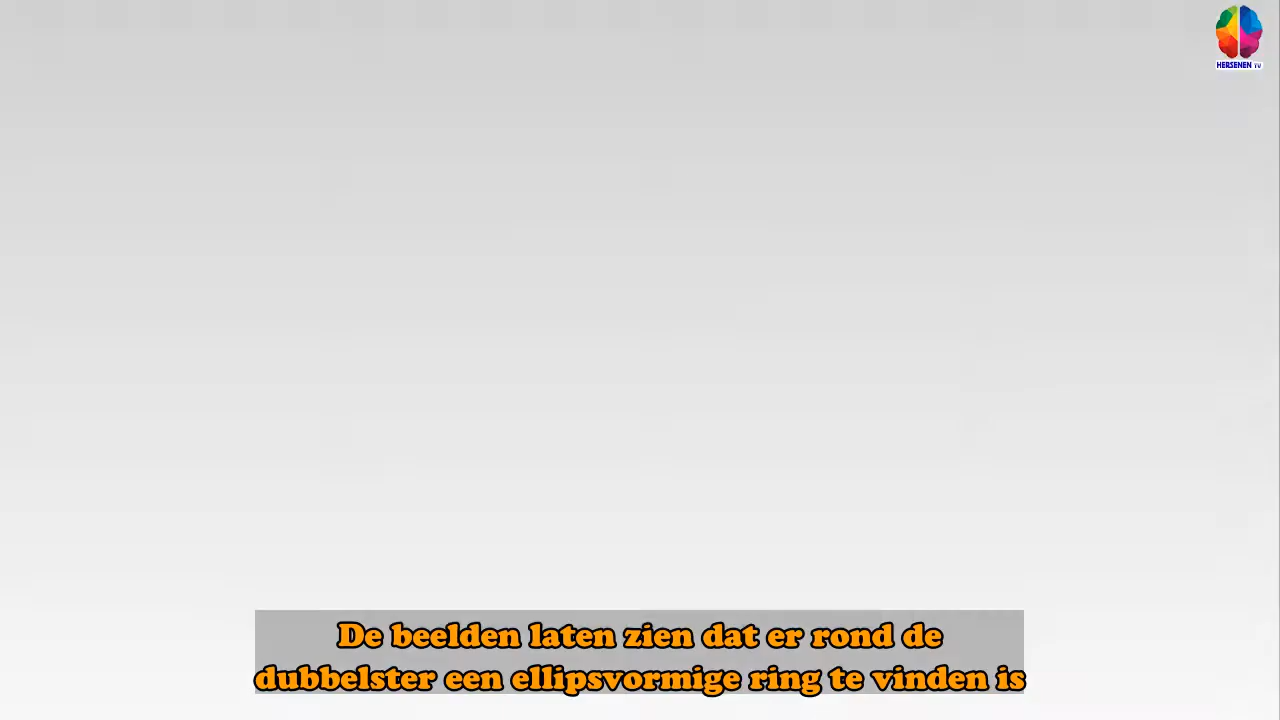 HERSENEN TV
De beelden laten zien dat er rond de
dubbelster een ellipsvormige ring te vinden is